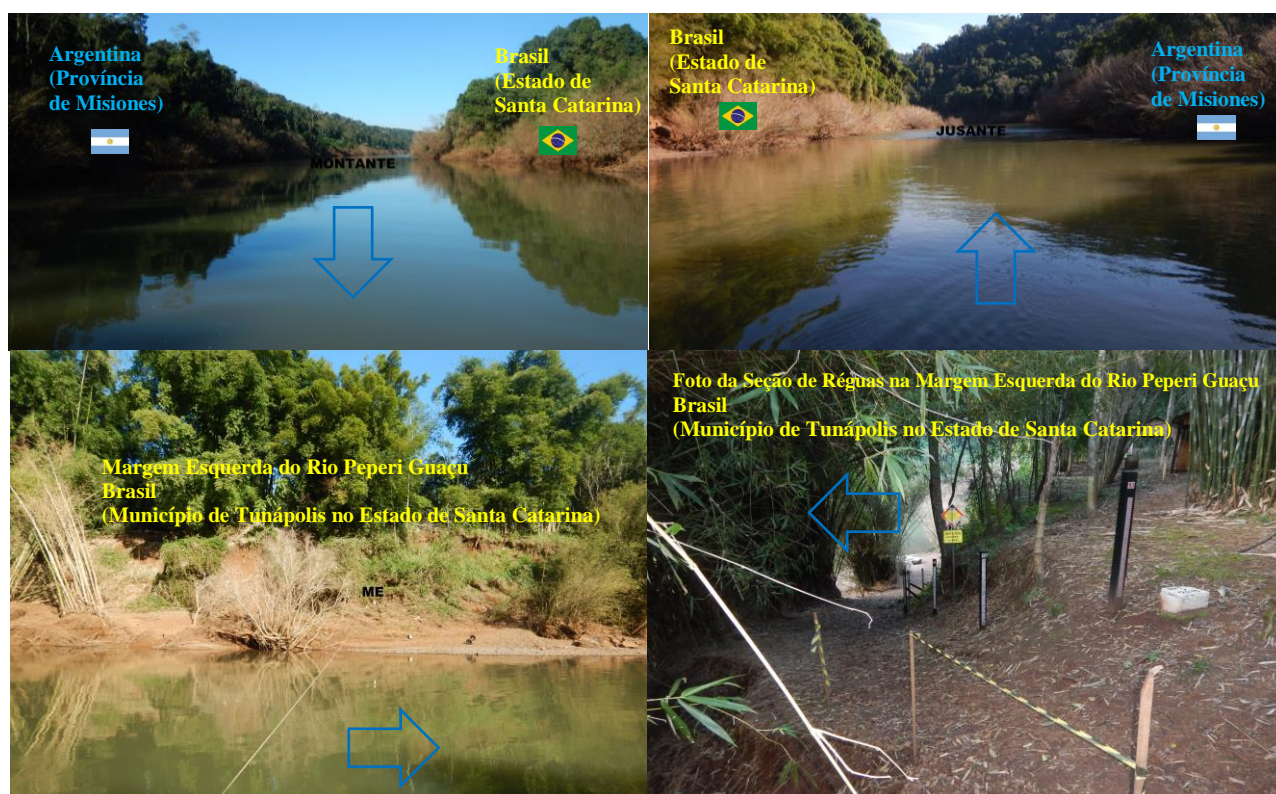 Argentina
(Província
de Misiones)
Brasil
(Estado de
Santa Catarina)
MONTANTE
Brasil
(Estado de
Santa Catarina)
Argentina
(Província
de Misiones)
JUSANTE
Margem Esquerda do Rio Peperi Guaçu
Brasil
(Município de Tunápolis no Estado de Santa Catarina)
ME
Foto da Seção de Réguas na Margem Esquerda do Rio Peperi Guaçu
Brasil
(Município de Tunápolis no Estado de Santa Catarina)